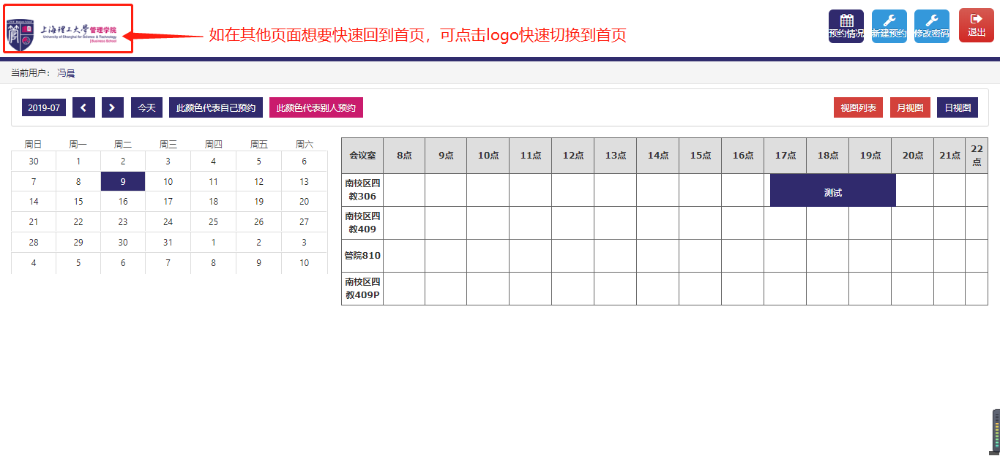 上海理工大学管理学院
University of Shanghai for Science & Technology
Business School
如在其他页面想要快速回到首页，可点击logo快速切换到首页
预约情况 新建预约 修改密码 退出
当前用户： 冯晨
2019-07 今天 此颜色代表自己预约 此颜色代表别人预约 视图列表 月视图 日视图
周日 周一 周二 周三 周四 周五 周六
30 1 2 3 4 5 6
7 8 9 10 11 12 13
14 15 16 17 18 19 20
21 22 23 24 25 26 27
28 29 30 31 1 2 3
4 5 6 7 8 9 10
会议室 8点 9点 10点 11点 12点 13点 14点 15点 16点 17点 18点 19点 20点 21点 22
点
南校区四
教306
测试
南校区四
教409
管院810
南校区四
教409P